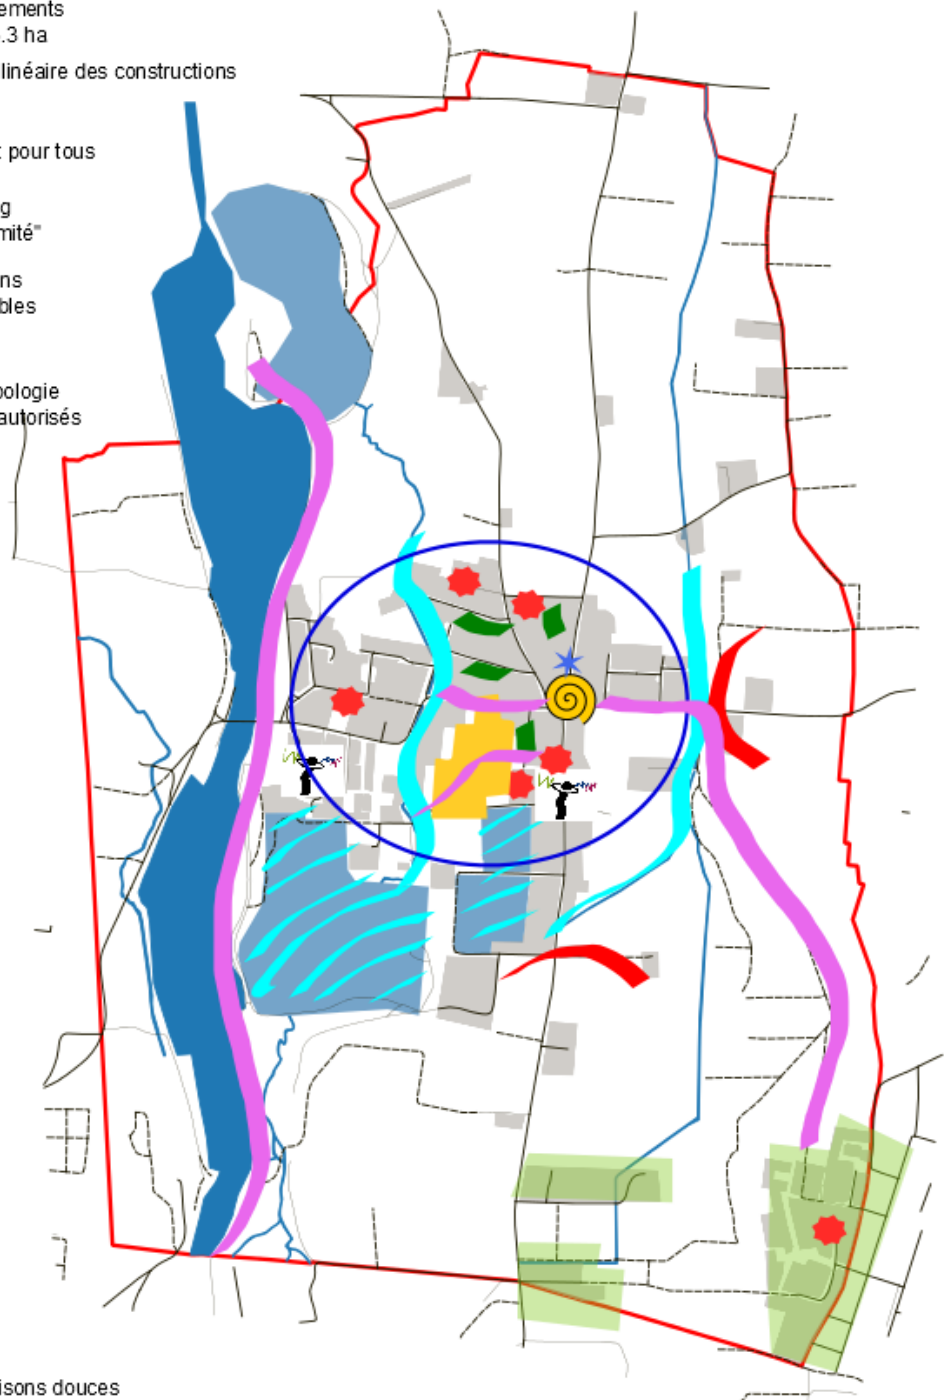 ements
.3 ha
linéaire des constructions
t pour tous
g
mité"
ns
bles
pologie
autorisés
isons douces